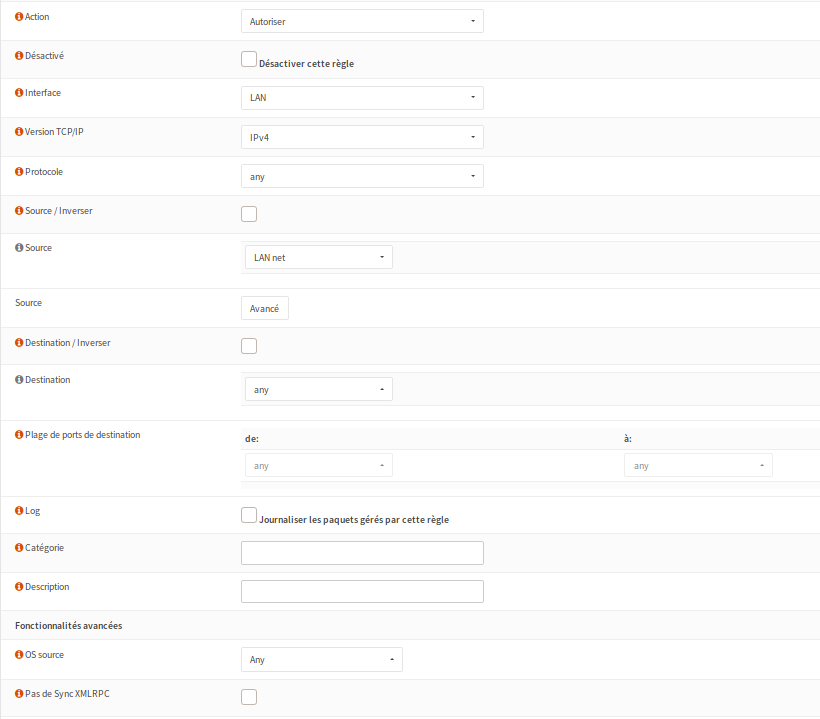 Action
Autoriser
Désactivé
Désactiver cette règle
Interface
LAN
Version TCP/IP
IPv4
Protocole
any
Source / Inverser
Source
LAN net
Source
Avancé
Destination / Inverser
Destination
any
Plage de ports de destination
de: à:
any any
Log
Journaliser les paquets gérés par cette règle
Catégorie
Description
Fonctionnalités avancées
OS source
Any
Pas de Sync XMLRPC